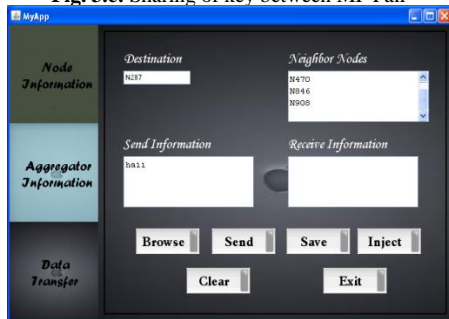 Fig. 5.8. Sharing of key between MP Pair
MyApp
Node
Information
Aggregator
Information
Data
Transfer
Destination
N287
Neighbor Nodes
N470
N846
N908
Send Information
haii
Receive Information
Browse
Send
Save
Inject
Clear
Exit